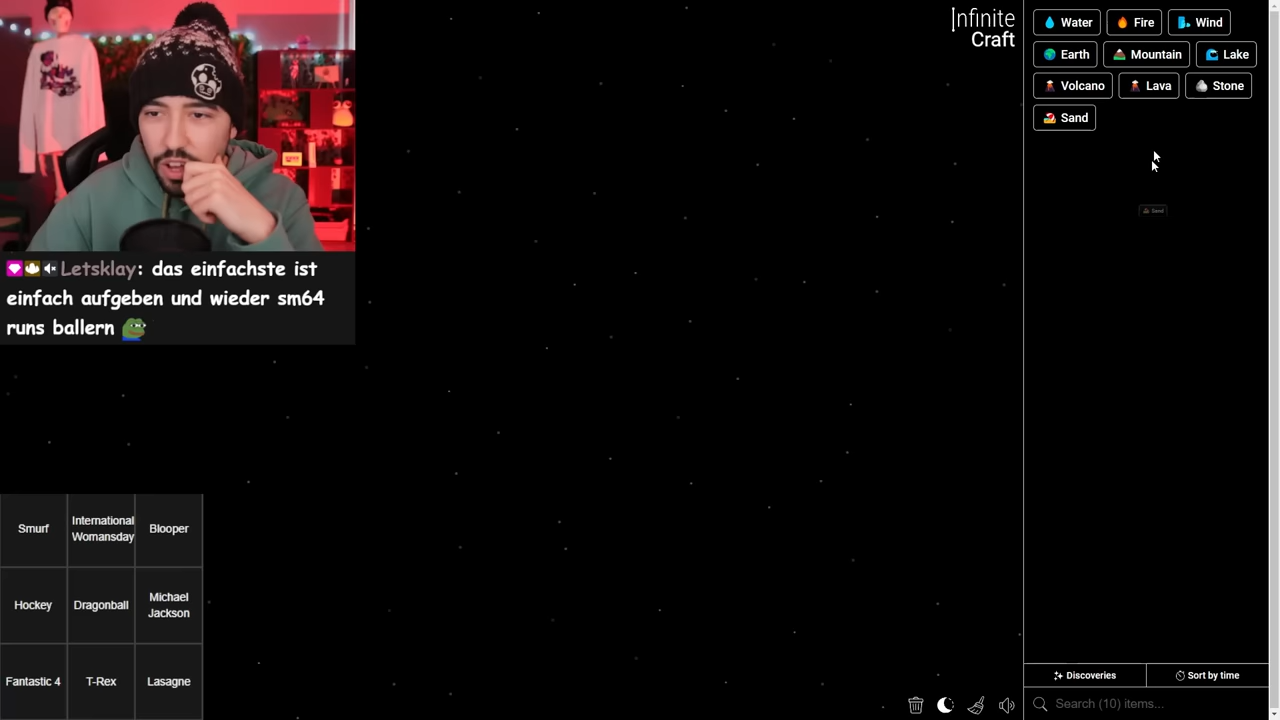 Infinite
Craft
Water
Fire
Wind
Earth
Mountain
Lake
Volcano
Lava
Stone
Sand
Sand
Letsklay: das einfachste ist
einfach aufgeben und wieder sm64
runs ballern
Smurf
International
Womansday
Blooper
Hockey
Dragonball
Michael
Jackson
Fantastic 4
T-Rex
Lasagne
Discoveries
Sort by time
Search (10) items...